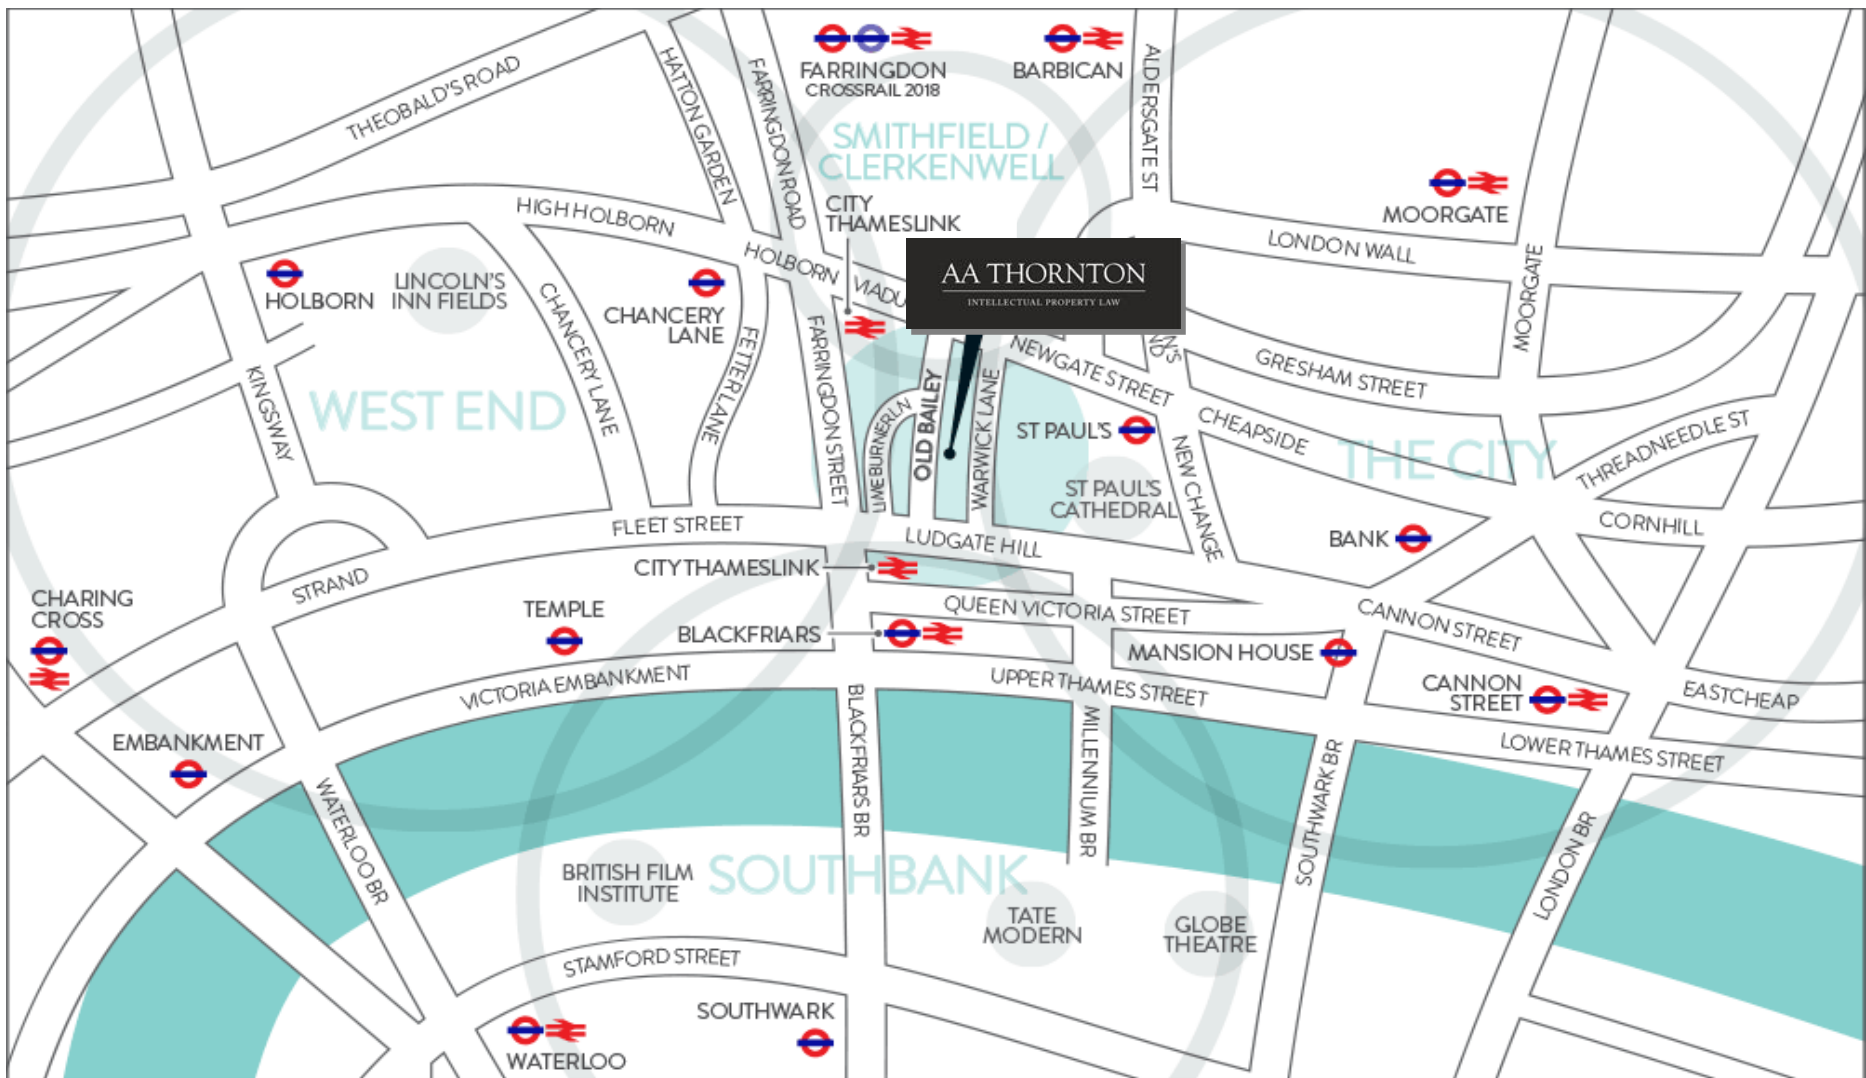 THEOBALD'S ROAD
HATTON GARDEN
FARRINGDON ROAD
FARRINGDON
CROSSRAIL 2018
BARBICAN
ALDERSGATE ST
SMITHFIELD /
CLERKENWELL
CITY
THAMESLINK
MOORGATE
HIGH HOLBORN
HOLBORN
LONDON WALL
AA THORNTON
INTELLECTUAL PROPERTY LAW
HOLBORN
LINCOLN'S
INN FIELDS
CHANCERY LANE
CHANCERY
LANE
FETTER LANE
FARRINGDON STREET
NEWGATE STREET
GRESHAM STREET
MOORGATE
KINGSWAY
WEST END
OLD BAILEY
WARWICK LANE
ST PAUL'S
CHEAPSIDE
THE CITY
THREADNEEDLE ST
NEW CHANGE
ST PAUL'S
CATHEDRAL
FLEET STREET
LUDGATE HILL
BANK
CORNHILL
STRAND
CITY THAMESLINK
CHARING
CROSS
TEMPLE
QUEEN VICTORIA STREET
CANNON STREET
BLACKFRIARS
MANSION HOUSE
VICTORIA EMBANKMENT
UPPER THAMES STREET
CANNON
STREET
EASTCHEAP
EMBANKMENT
LOWER THAMES STREET
WATERLOO BR
BLACKFRIARS BR
MILLENNIUM BR
SOUTHWARK BR
LONDON BR
BRITISH FILM
INSTITUTE
SOUTHBANK
TATE
MODERN
GLOBE
THEATRE
STAMFORD STREET
SOUTHWARK
WATERLOO